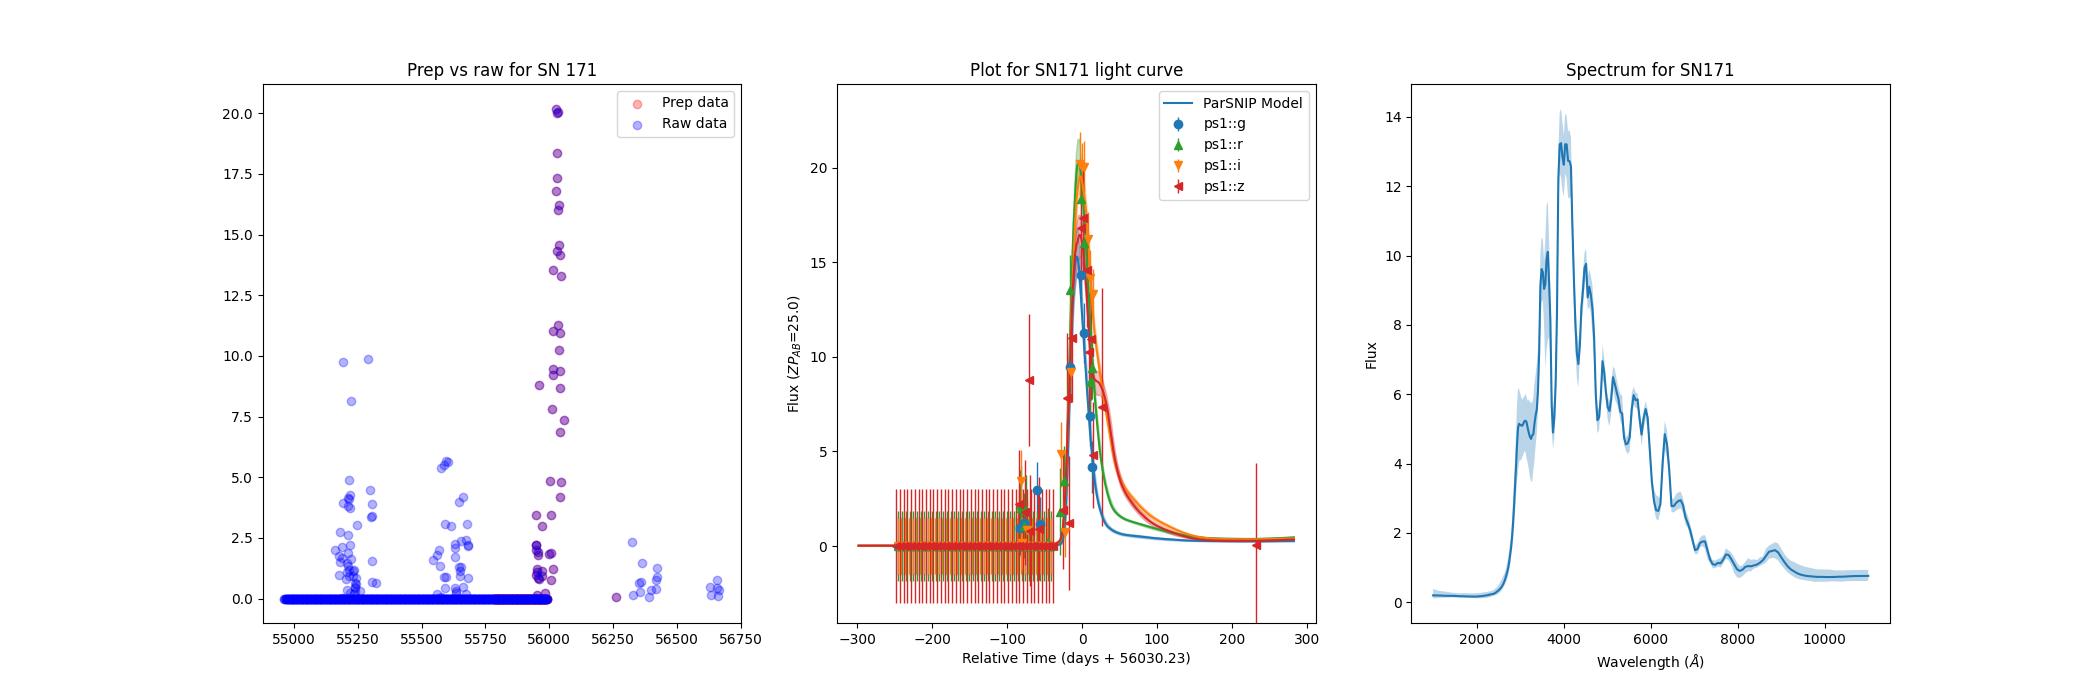 Prep vs raw for SN 171
Prep data
Raw data
20.0
17.5
15.0
12.5
10.0
7.5
5.0
2.5
0.0
55000 55250 55500 55750 56000 56250 56500 56750
Plot for SN171 light curve
ParSNIP Model
ps1::g
ps1::r
ps1::i
ps1::z
Flux (ZP_AB=25.0)
20
15
10
5
0
−300 −200 −100 0 100 200 300
Relative Time (days + 56030.23)
Spectrum for SN171
Flux
14
12
10
8
6
4
2
0
2000 4000 6000 8000 10000
Wavelength (Å)